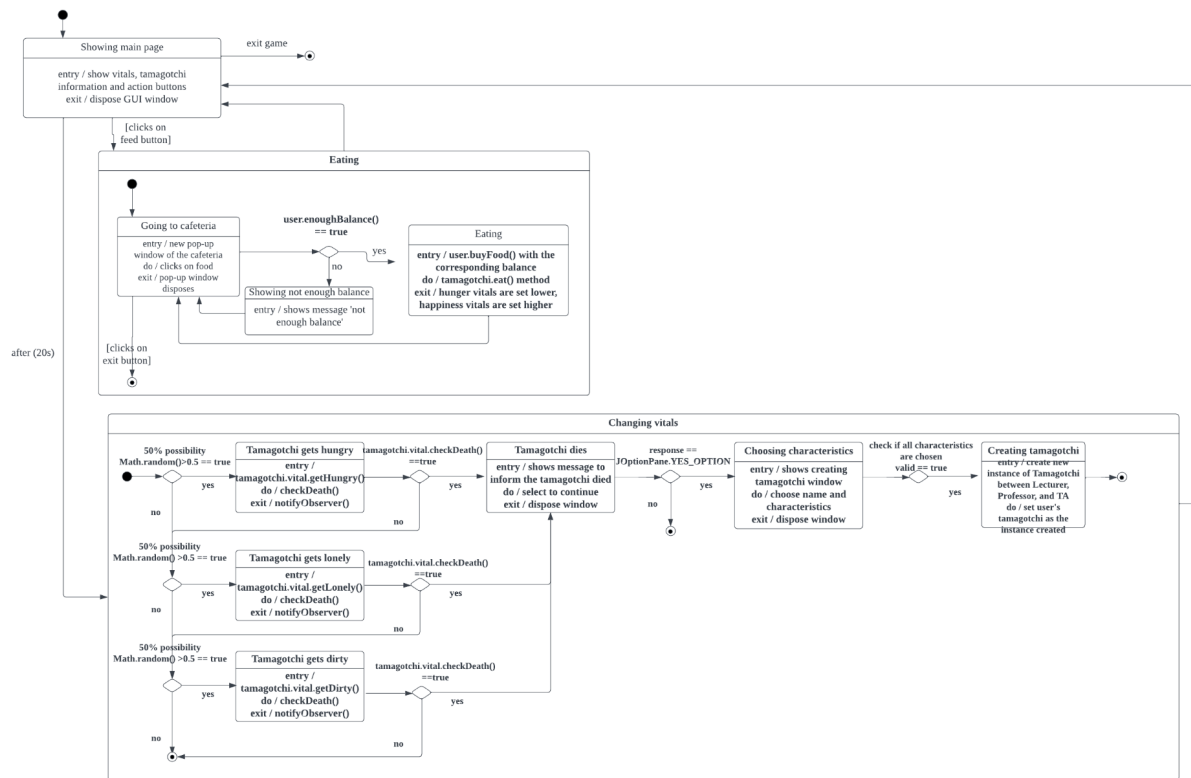 Showing main page
entry / show vitals, tamagotchi
information and action buttons
exit / dispose GUI window
exit game
[clicks on
feed button]
after (20s)
Eating
Going to cafeteria
entry / new pop-up
window of the cafeteria
do / clicks on food
exit / pop-up window
disposes
user.enoughBalance()
== true
yes
no
Showing not enough balance
entry / shows message 'not
enough balance'
Eating
entry / user.buyFood() with the
corresponding balance
do / tamagotchi.eat() method
exit / hunger vitals are set lower,
happiness vitals are set higher
[clicks on
exit button]
Changing vitals
50% possibility
Math.random()>0.5 == true
yes
no
Tamagotchi gets hungry
entry /
tamagotchi.vital.getHungry()
do / checkDeath()
exit / notifyObserver()
tamagotchi.vital.checkDeath()
==true
yes
no
Tamagotchi dies
entry / shows message to
inform the tamagotchi died
do / select to continue
exit / dispose window
response ==
JOptionPane.YES_OPTION
yes
no
Choosing characteristics
entry / shows creating
tamagotchi window
do / choose name and
characteristics
exit / dispose window
check if all characteristics
are chosen
valid == true
yes
Creating tamagotchi
entry / create new
instance of Tamagotchi
between Lecturer,
Professor, and TA
do / set user's
tamagotchi as the
instance created
50% possibility
Math.random() >0.5 == true
yes
no
Tamagotchi gets lonely
entry /
tamagotchi.vital.getLonely()
do / checkDeath()
exit / notifyObserver()
tamagotchi.vital.checkDeath()
==true
yes
no
50% possibility
Math.random() >0.5 == true
yes
no
Tamagotchi gets dirty
entry /
tamagotchi.vital.getDirty()
do / checkDeath()
exit / notifyObserver()
tamagotchi.vital.checkDeath()
==true
yes
no